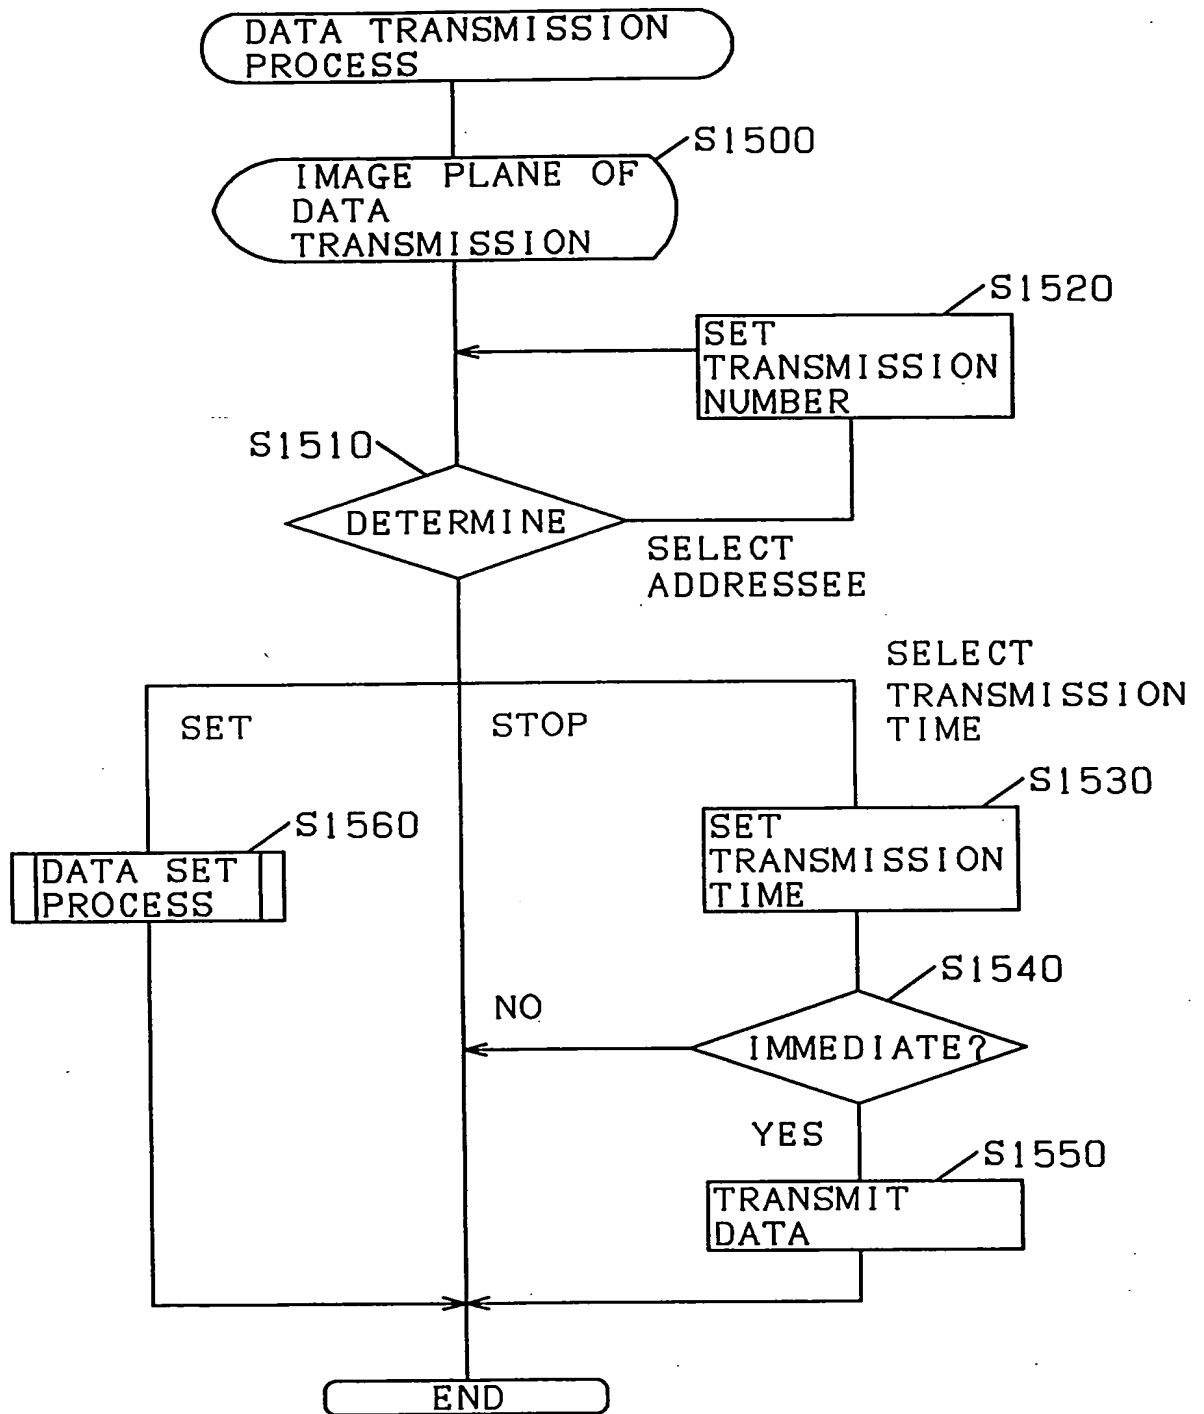 DATA TRANSMISSION
PROCESS
S1500
IMAGE PLANE OF
DATA
TRANSMISSION
S1520
SET
TRANSMISSION
NUMBER
S1510
DETERMINE
SELECT
ADDRESSEE
SELECT
TRANSMISSION
TIME
SET
STOP
S1530
SET
TRANSMISSION
TIME
S1560
DATA SET
PROCESS
S1540
NO
IMMEDIATE?
YES
S1550
TRANSMIT
DATA
END